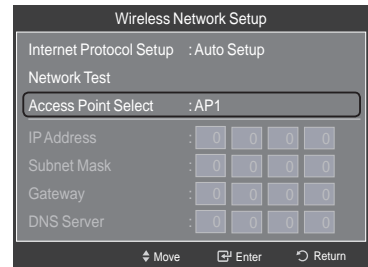 Wireless Network Setup
Internet Protocol Setup : Auto Setup
Network Test
Access Point Select : AP1
IP Address : 0 0 0 0
Subnet Mask : 0 0 0 0
Gateway : 0 0 0 0
DNS Server : 0 0 0 0
Move Enter Return